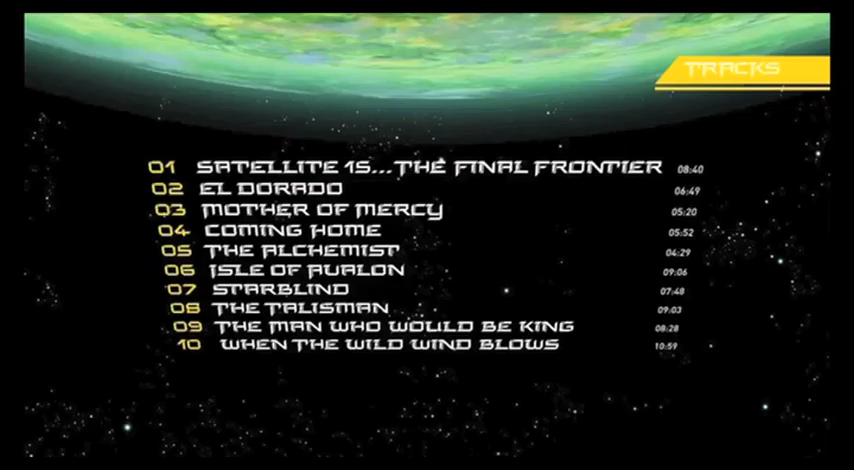 TRACKS
01 SATELLITE 15...THE FINAL FRONTIER 08:40
02 EL DORADO 06:49
03 MOTHER OF MERCY 05:20
04 COMING HOME 05:52
05 THE ALCHEMIST 04:29
06 ISLE OF AVALON 09:06
07 STARBLIND 07:48
08 THE TALISMAN 09:03
09 THE MAN WHO WOULD BE KING 08:28
10 WHEN THE WILD WIND BLOWS 10:59